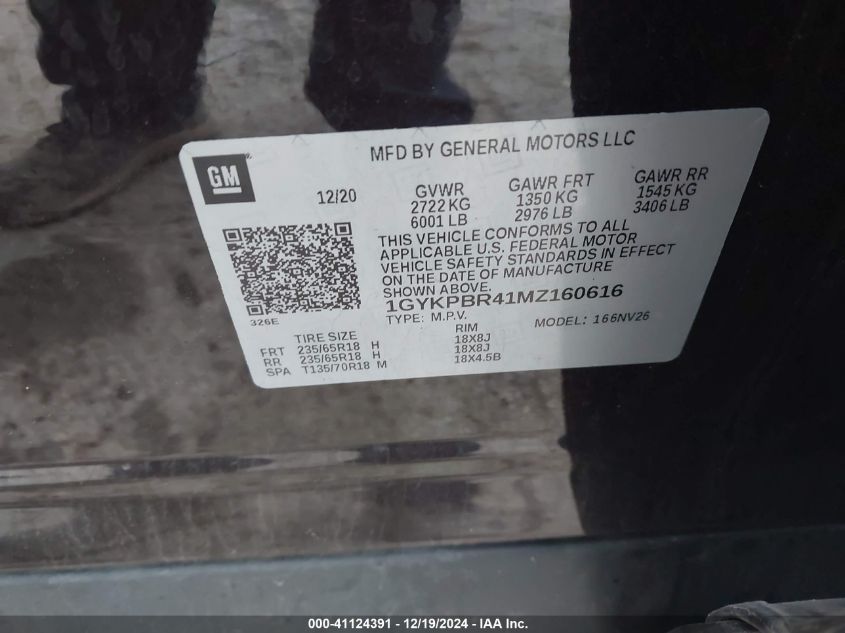 MFD BY GENERAL MOTORS LLC
GM
12/20
GVWR
2722 KG
6001 LB
GAWR FRT
1350 KG
2976 LB
GAWR RR
1545 KG
3406 LB
THIS VEHICLE CONFORMS TO ALL
APPLICABLE U.S. FEDERAL MOTOR
VEHICLE SAFETY STANDARDS IN EFFECT
ON THE DATE OF MANUFACTURE
SHOWN ABOVE.
1GYKPBR41MZ160616
326E
TYPE: M.P.V. MODEL: 166NV26
TIRE SIZE RIM
FRT 235/65R18 H 18X8J
RR 235/65R18 H 18X8J
SPA T135/70R18 M 18X4.5B
000-41124391 - 12/19/2024 - IAA Inc.